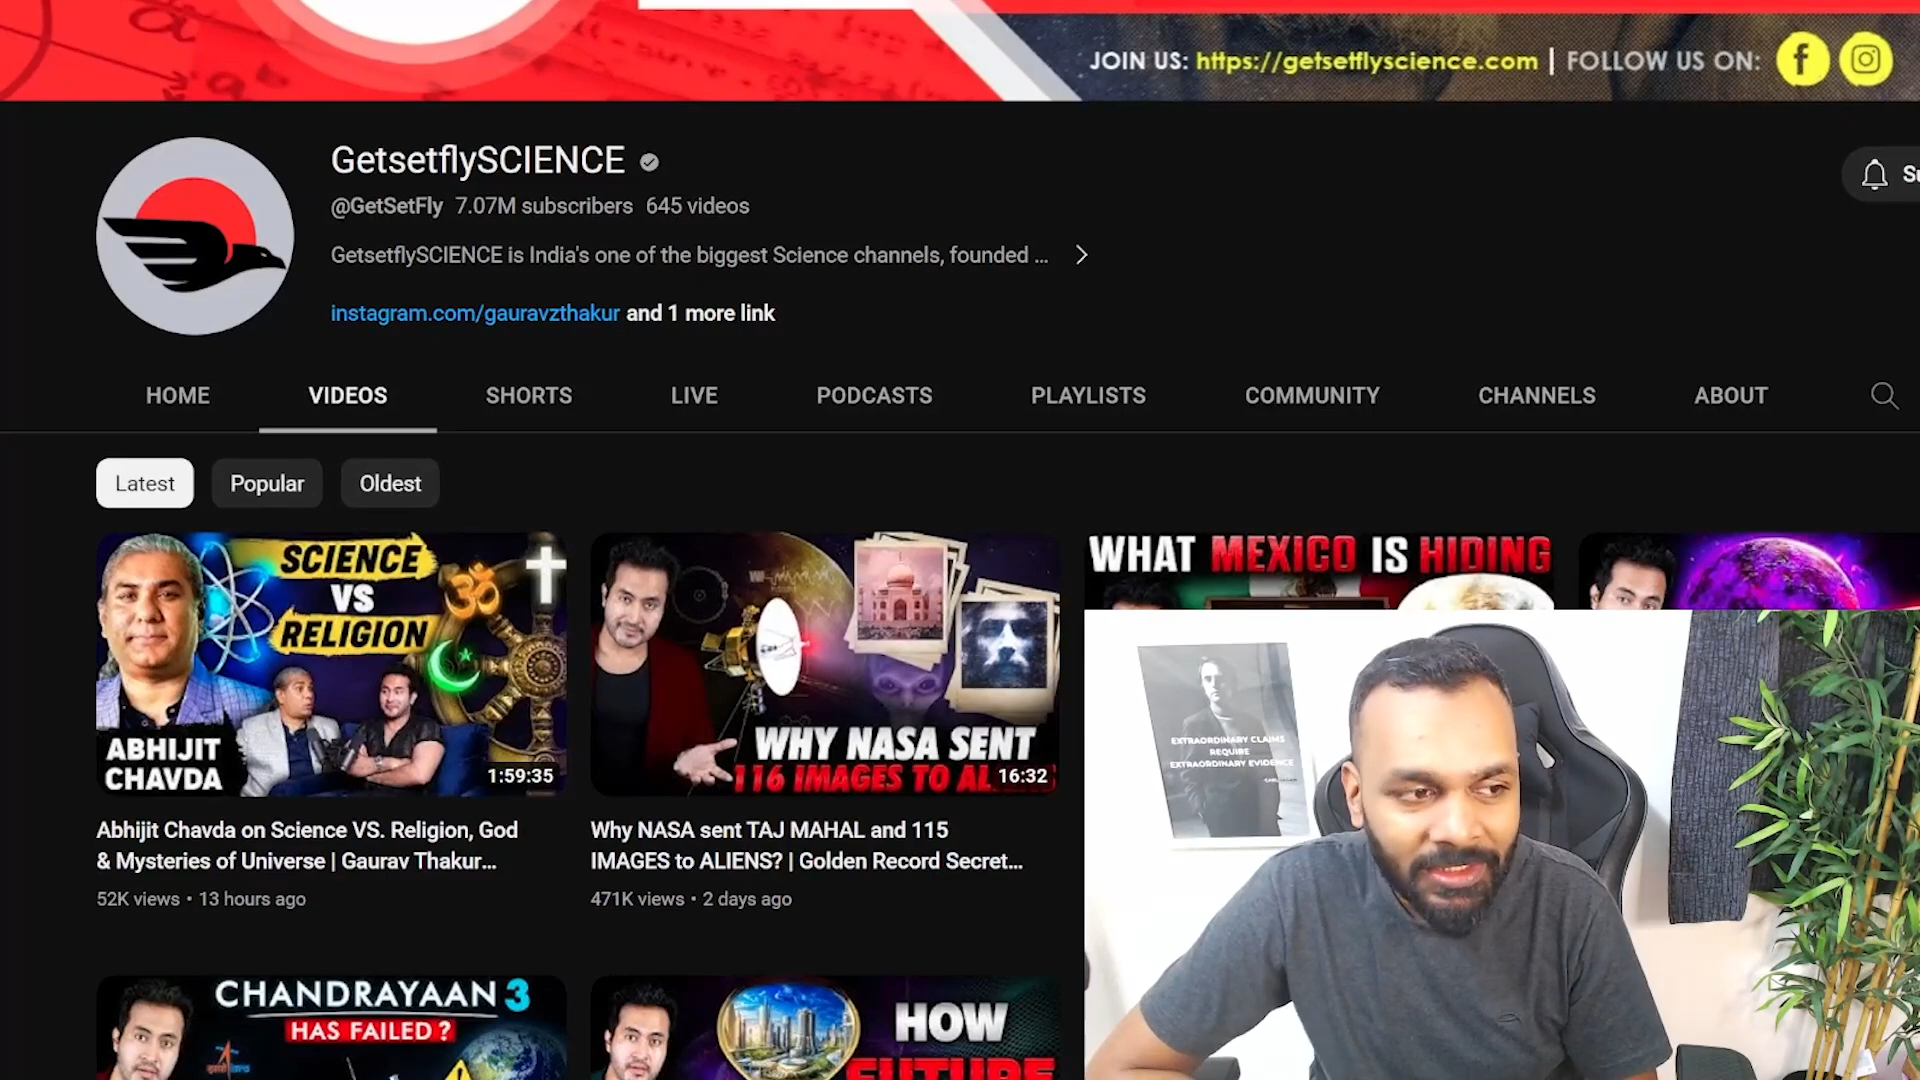 JOIN US: https://getsetflyscience.com | FOLLOW US ON:
GetsetflySCIENCE
@GetSetFly 7.07M subscribers 645 videos
GetsetflySCIENCE is India's one of the biggest Science channels, founded ...
instagram.com/gauravzthakur and 1 more link
HOME VIDEOS SHORTS LIVE PODCASTS PLAYLISTS COMMUNITY CHANNELS ABOUT
Latest Popular Oldest
SCIENCE
VS
RELIGION
ABHIJIT
CHAVDA
1:59:35
WHY NASA SENT
116 IMAGES TO AL
16:32
WHAT MEXICO IS HIDING
Abhijit Chavda on Science VS. Religion, God
& Mysteries of Universe | Gaurav Thakur...
52K views • 13 hours ago
Why NASA sent TAJ MAHAL and 115
IMAGES to ALIENS? | Golden Record Secret...
471K views • 2 days ago
EXTRAORDINARY CLAIMS
REQUIRE
EXTRAORDINARY EVIDENCE
CHANDRAYAAN 3
HAS FAILED ?
HOW
FUTURE